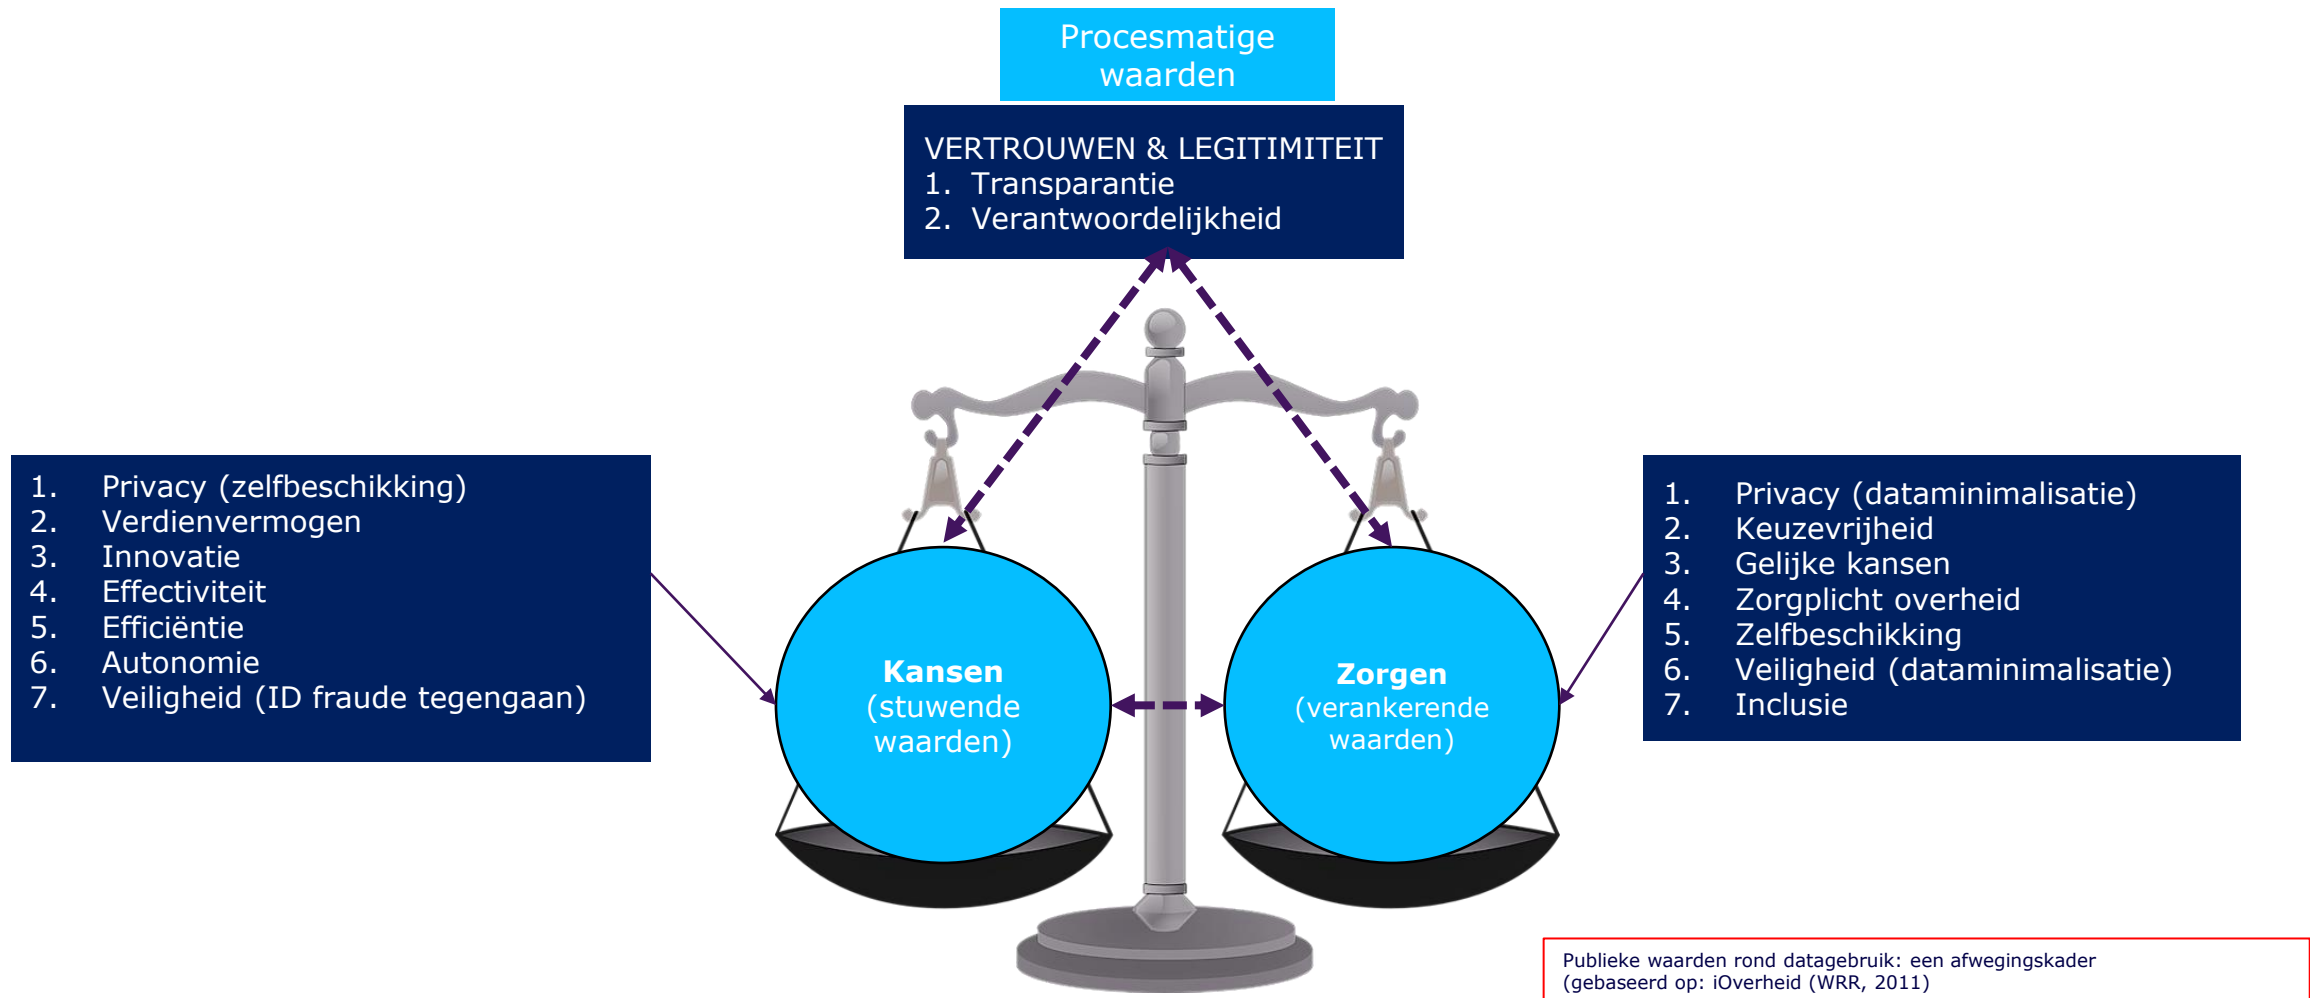 Procesmatige
waarden
VERTROUWEN & LEGITIMITEIT
1. Transparantie
2. Verantwoordelijkheid
1. Privacy (zelfbeschikking)
2. Verdienvermogen
3. Innovatie
4. Effectiviteit
5. Efficiëntie
6. Autonomie
7. Veiligheid (ID fraude tegengaan)
Kansen
(stuwende
waarden)
Zorgen
(verankerende
waarden)
1. Privacy (dataminimalisatie)
2. Keuzevrijheid
3. Gelijke kansen
4. Zorgplicht overheid
5. Zelfbeschikking
6. Veiligheid (dataminimalisatie)
7. Inclusie
Publieke waarden rond datagebruik: een afwegingskader
(gebaseerd op: iOverheid (WRR, 2011)